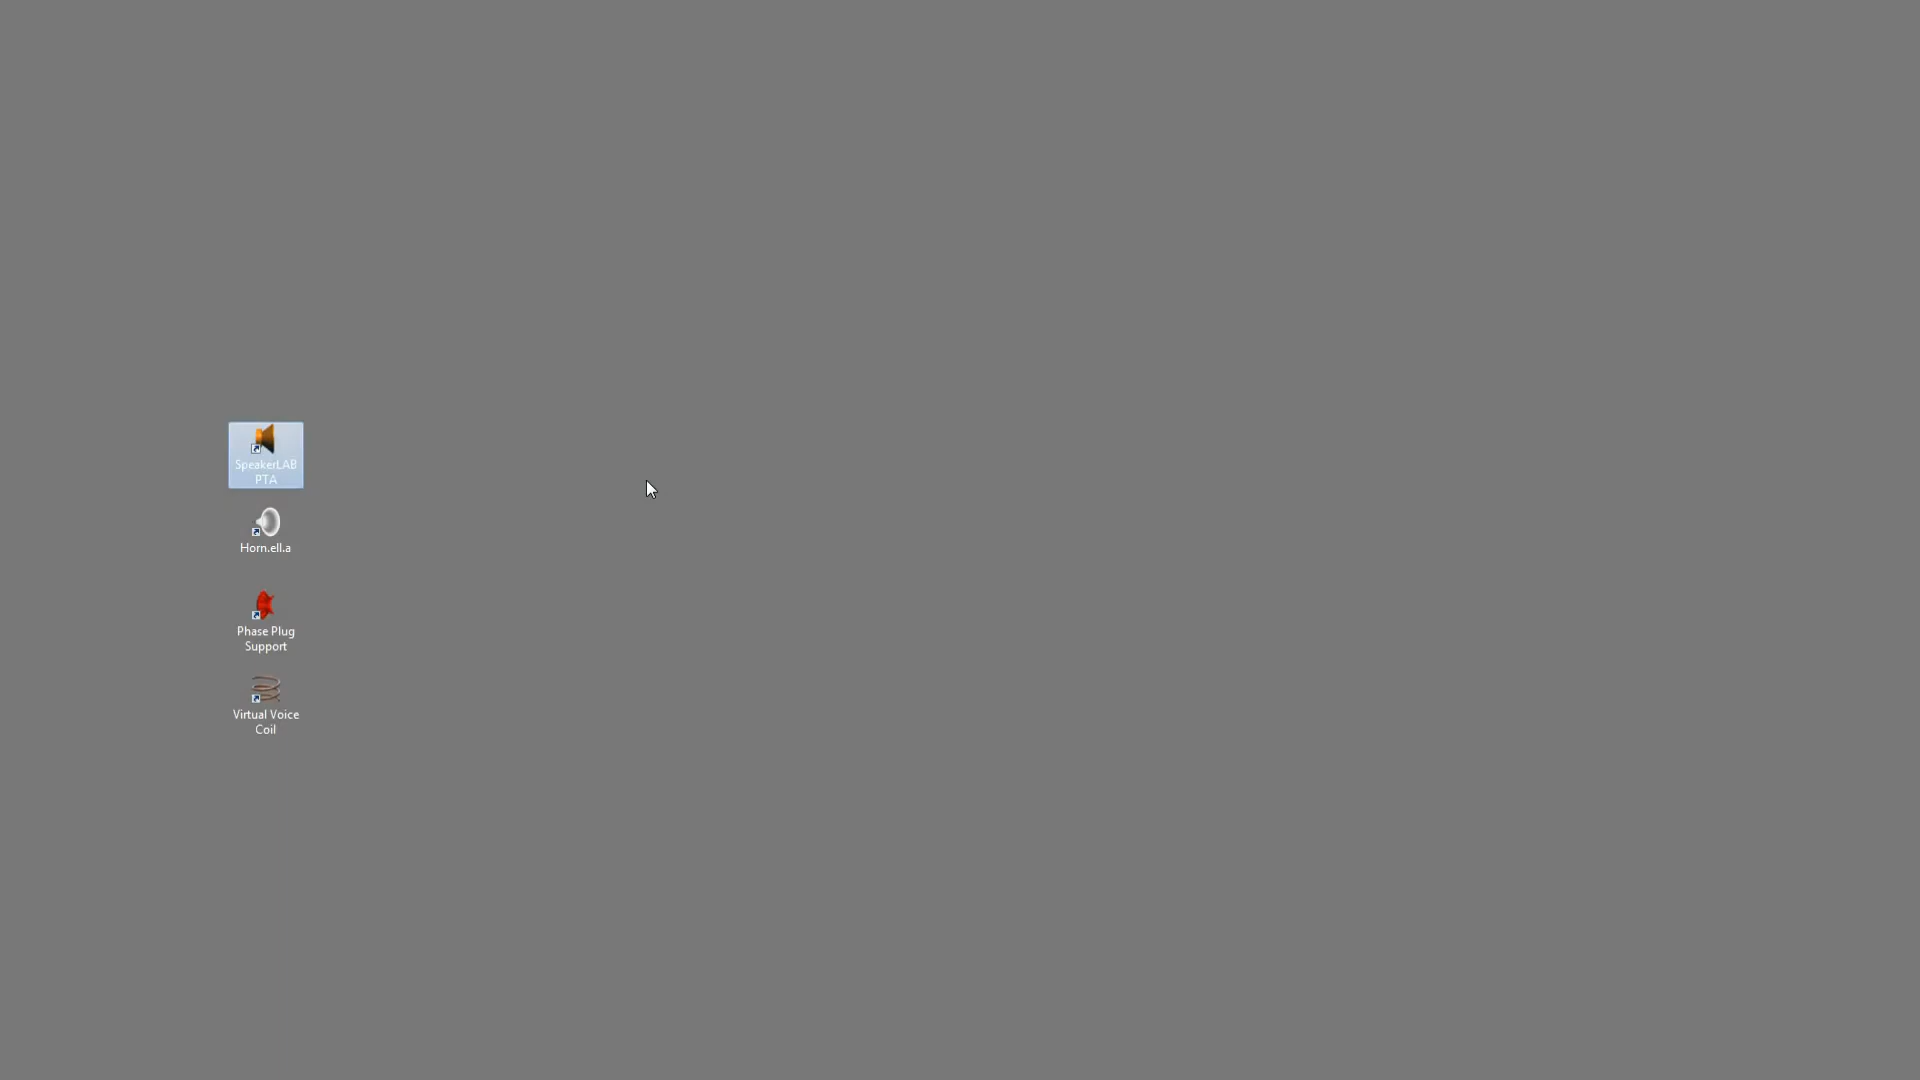 SpeakerLAB
PTA
Horn.ell.a
Phase Plug
Support
Virtual Voice
Coil